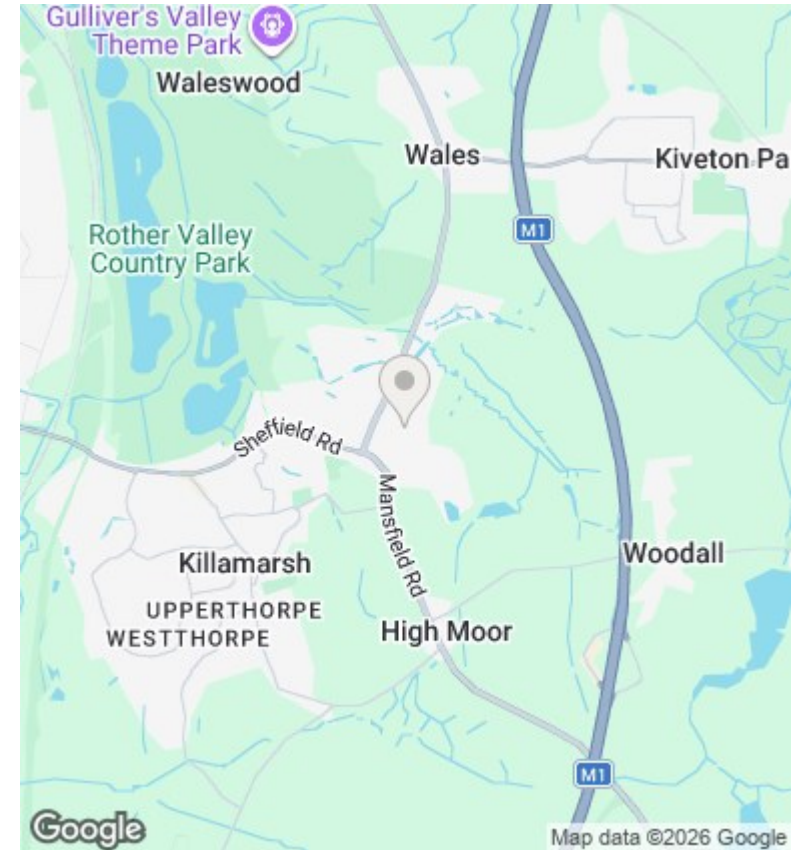 Gulliver's Valley
Theme Park
Waleswood
Wales
Kiveton Pa
M1
Rother Valley
Country Park
Sheffield Rd
Mansfield Rd
Killamarsh
Woodall
UPPERTHORPE
WESTTHORPE
High Moor
M1
Google
Map data ©2026 Google